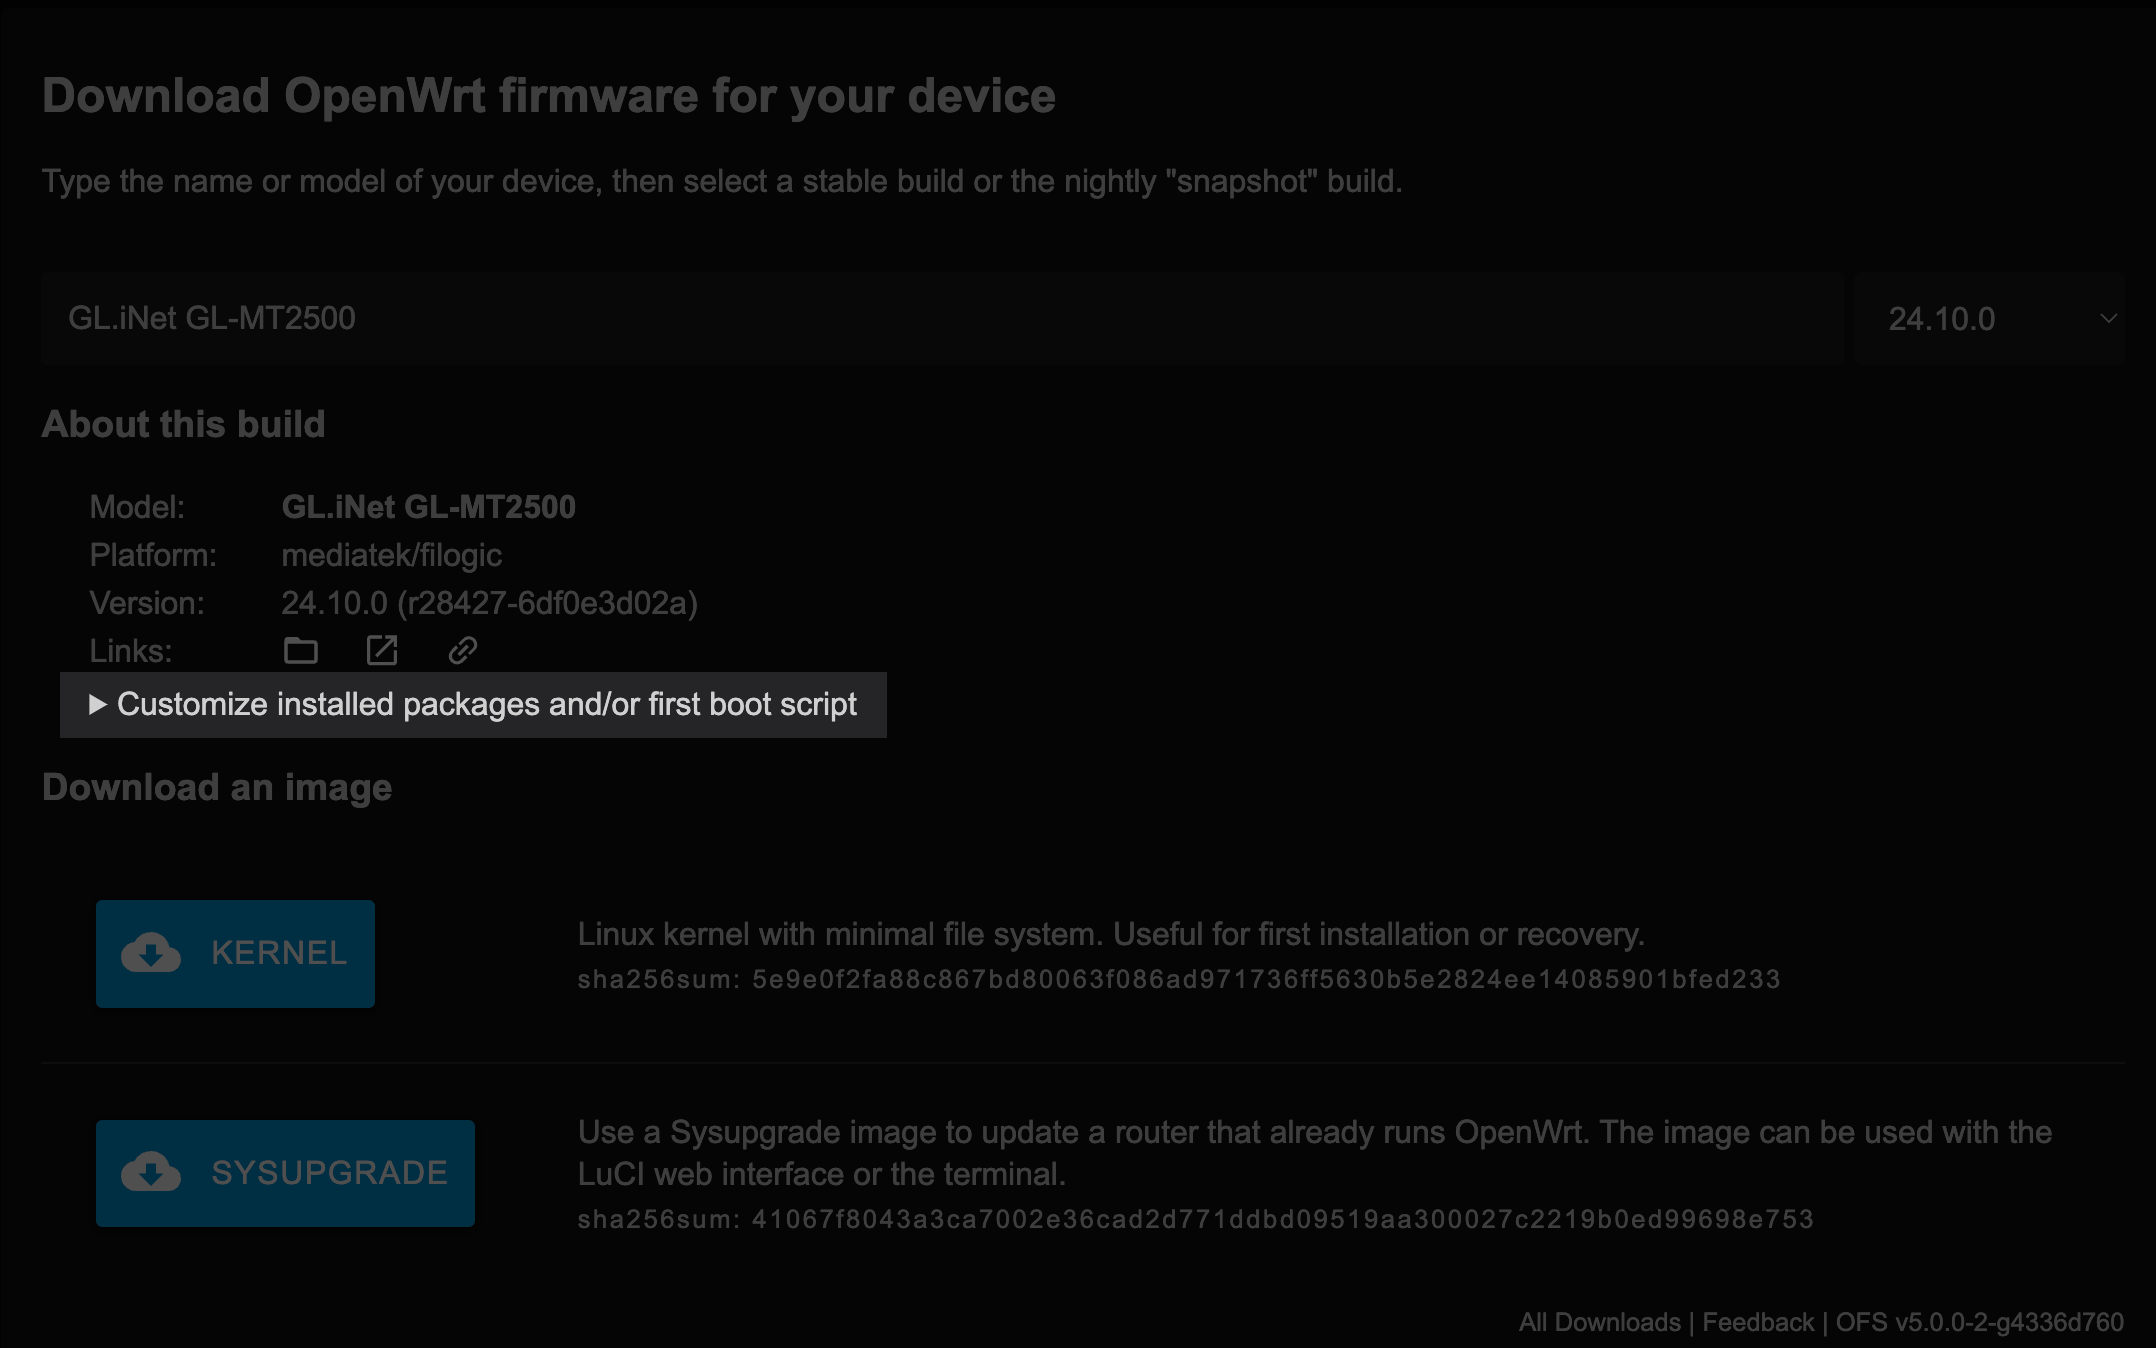 Download OpenWrt firmware for your device
Type the name or model of your device, then select a stable build or the nightly "snapshot" build.
GL.iNet GL-MT2500
24.10.0
About this build
Model: GL.iNet GL-MT2500
Platform: mediatek/filogic
Version: 24.10.0 (r28427-6df0e3d02a)
Links:
Customize installed packages and/or first boot script
Download an image
KERNEL
Linux kernel with minimal file system. Useful for first installation or recovery.
sha256sum: 5e9e0f2fa88c867bd80063f086ad971736ff5630b5e2824ee14085901bfed233
SYSUPGRADE
Use a Sysupgrade image to update a router that already runs OpenWrt. The image can be used with the
LuCI web interface or the terminal.
sha256sum: 41067f8043a3ca7002e36cad2d771ddbd09519aa300027c2219b0ed99698e753
All Downloads | Feedback | OFS v5.0.0-2-g4336d760